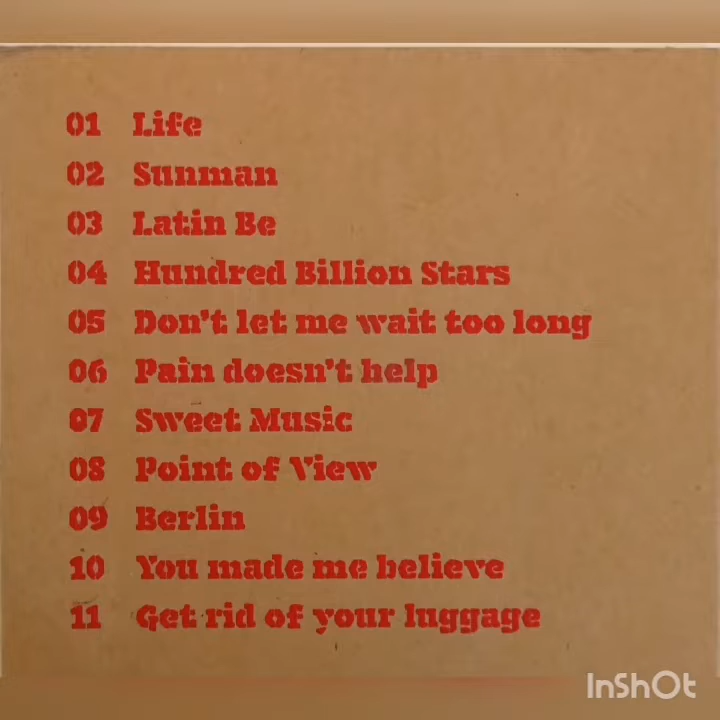 01 Life
02 Sunman
03 Latin Be
04 Hundred Billion Stars
05 Don't let me wait too long
06 Pain doesn't help
07 Sweet Music
08 Point of View
09 Berlin
10 You made me believe
11 Get rid of your luggage
InShOt